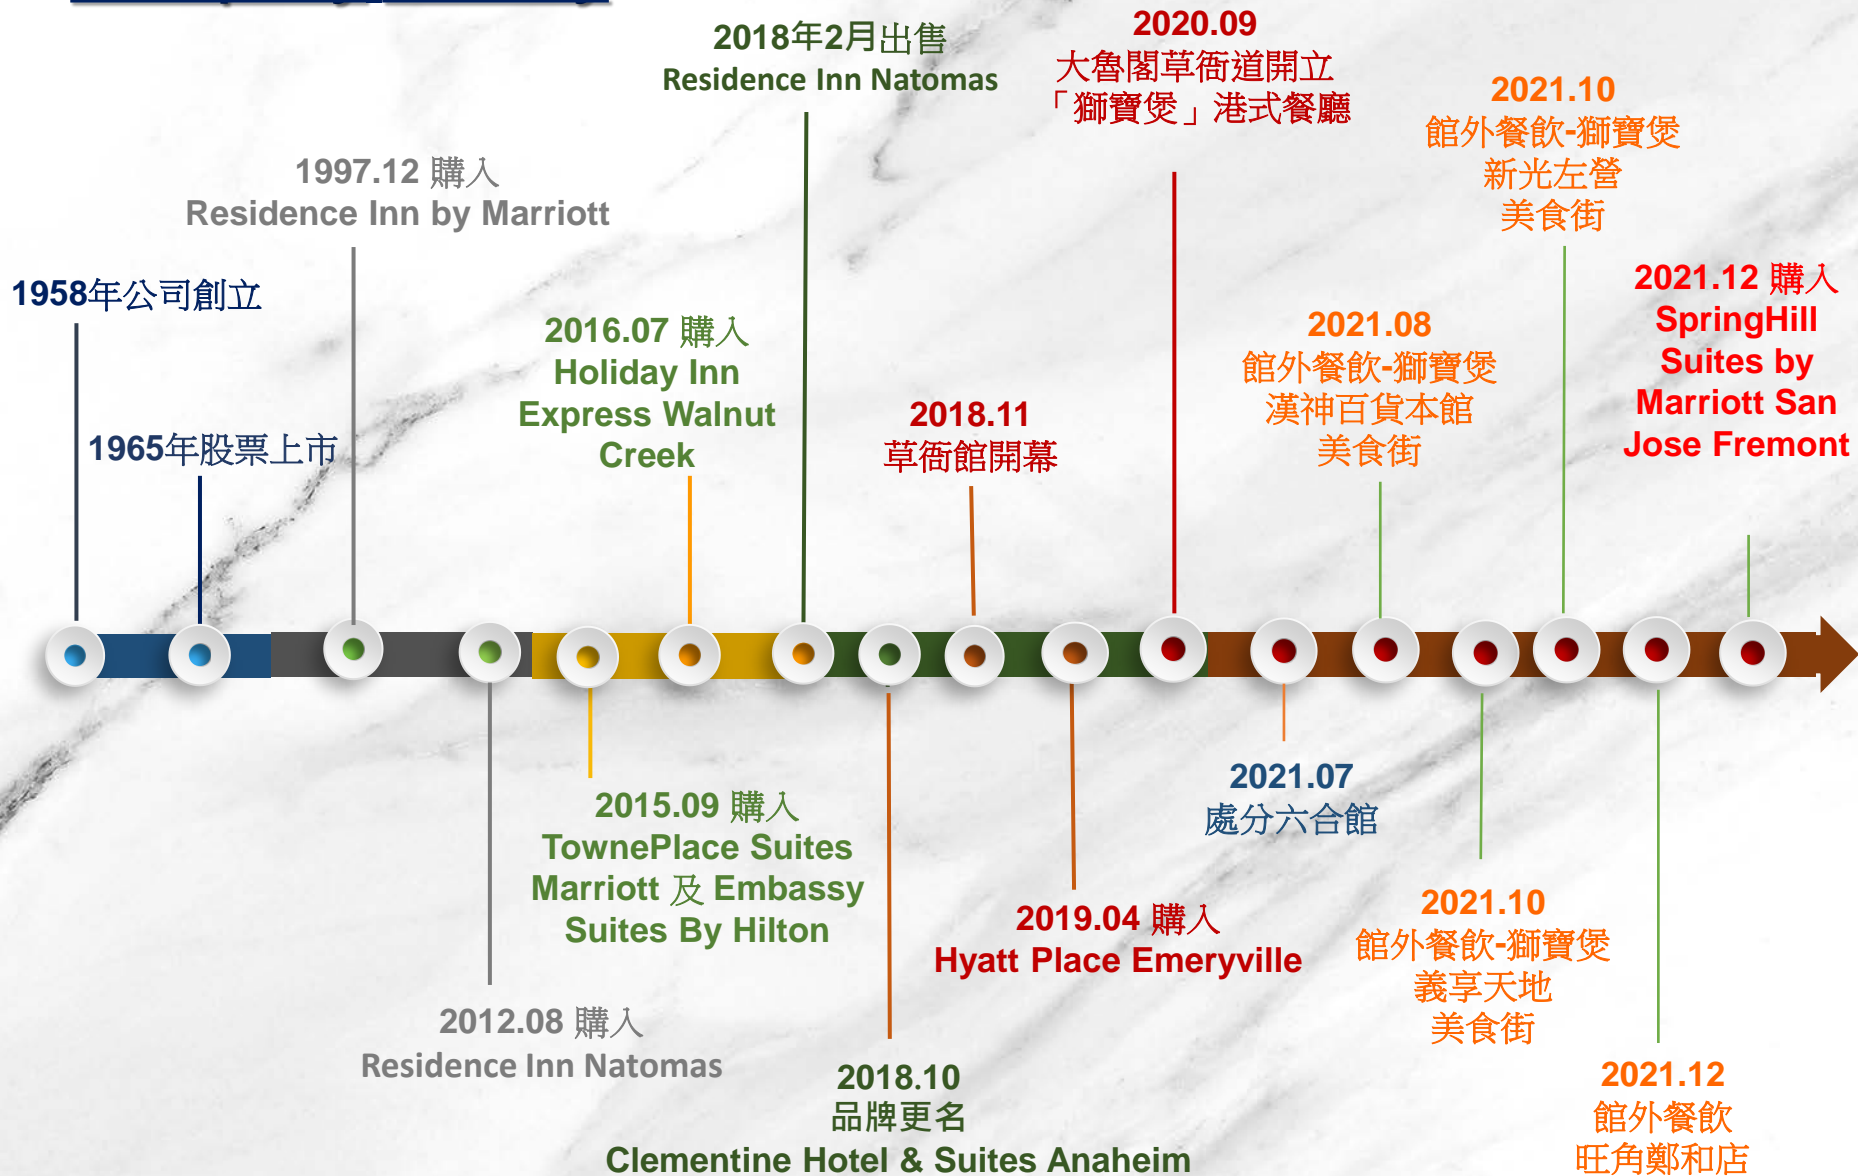 1958年公司創立
1965年股票上市
1997.12 購入
Residence Inn by Marriott
2012.08 購入
Residence Inn Natomas
2015.09 購入
TownePlace Suites
Marriott 及 Embassy
Suites By Hilton
2016.07 購入
Holiday Inn
Express Walnut
Creek
2018年2月出售
Residence Inn Natomas
2018.10
品牌更名
Clementine Hotel & Suites Anaheim
2018.11
草衙館開幕
2019.04 購入
Hyatt Place Emeryville
2020.09
大魯閣草衙道開立
「獅寶煲」港式餐廳
2021.07
處分六合館
2021.08
館外餐飲-獅寶煲
漢神百貨本館
美食街
2021.10
館外餐飲-獅寶煲
義享天地
美食街
2021.10
館外餐飲-獅寶煲
新光左營
美食街
2021.12
館外餐飲
旺角鄭和店
2021.12 購入
SpringHill
Suites by
Marriott San
Jose Fremont